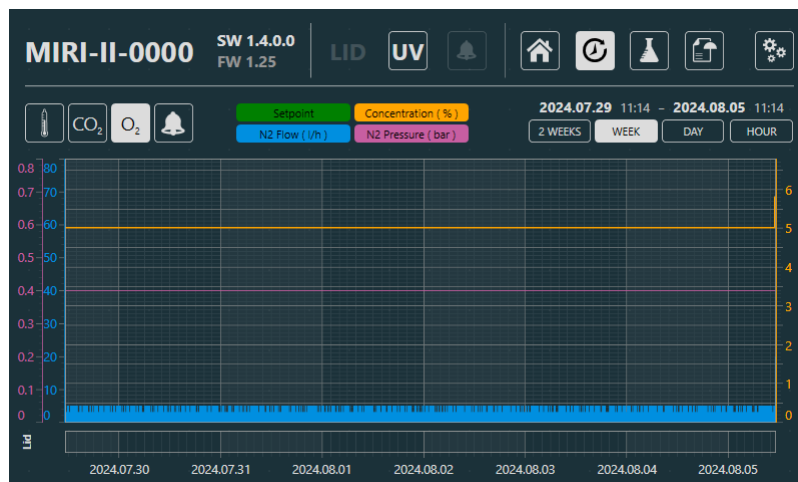 MIRI-II-0000 SW 1.4.0.0 LID UV
FW 1.25
CO2 O2 Setpoint Concentration ( % ) 2024.07.29 11:14 – 2024.08.05 11:14
N2 Flow ( l/h ) N2 Pressure ( bar ) 2 WEEKS WEEK DAY HOUR
0.8 80
0.7 70 6
0.6 60 5
0.5 50
0.4 40 4
0.3 30 3
0.2 20 2
0.1 10 1
0 0 0
Lid
2024.07.30 2024.07.31 2024.08.01 2024.08.02 2024.08.03 2024.08.04 2024.08.05